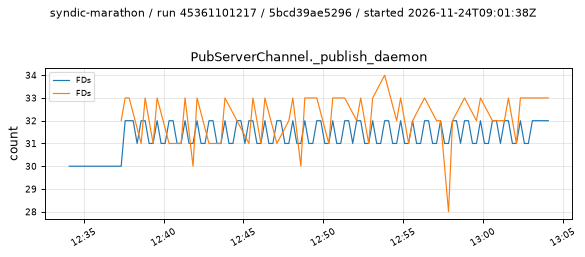 syndic-marathon / run 45361101217 / 5bcd39ae5296 / started 2026-11-24T09:01:38Z
PubServerChannel._publish_daemon
FDs
FDs
count
34
33
32
31
30
29
28
12:35
12:40
12:45
12:50
12:55
13:00
13:05